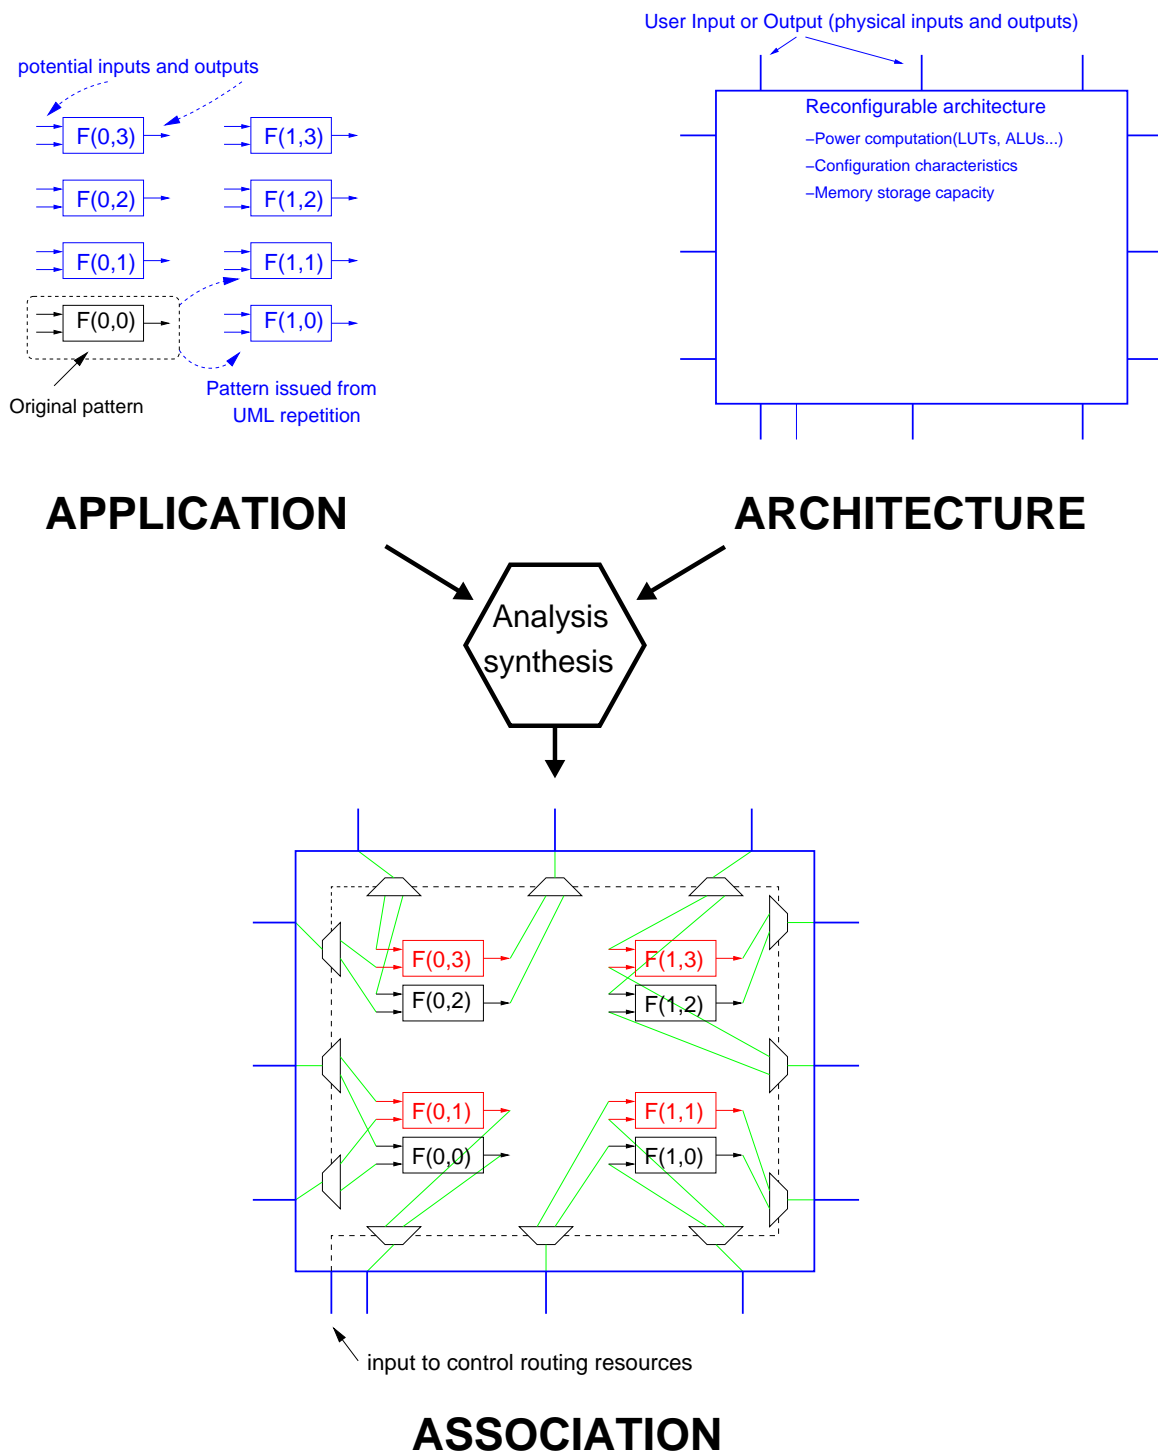 User Input or Output (physical inputs and outputs)
potential inputs and outputs
F(0,3)
F(1,3)
F(0,2)
F(1,2)
F(0,1)
F(1,1)
F(0,0)
F(1,0)
Original pattern
Pattern issued from
UML repetition
Reconfigurable architecture
–Power computation(LUTs, ALUs...)
–Configuration characteristics
–Memory storage capacity
APPLICATION
ARCHITECTURE
Analysis
synthesis
F(0,3)
F(1,3)
F(0,2)
F(1,2)
F(0,1)
F(1,1)
F(0,0)
F(1,0)
input to control routing resources
ASSOCIATION